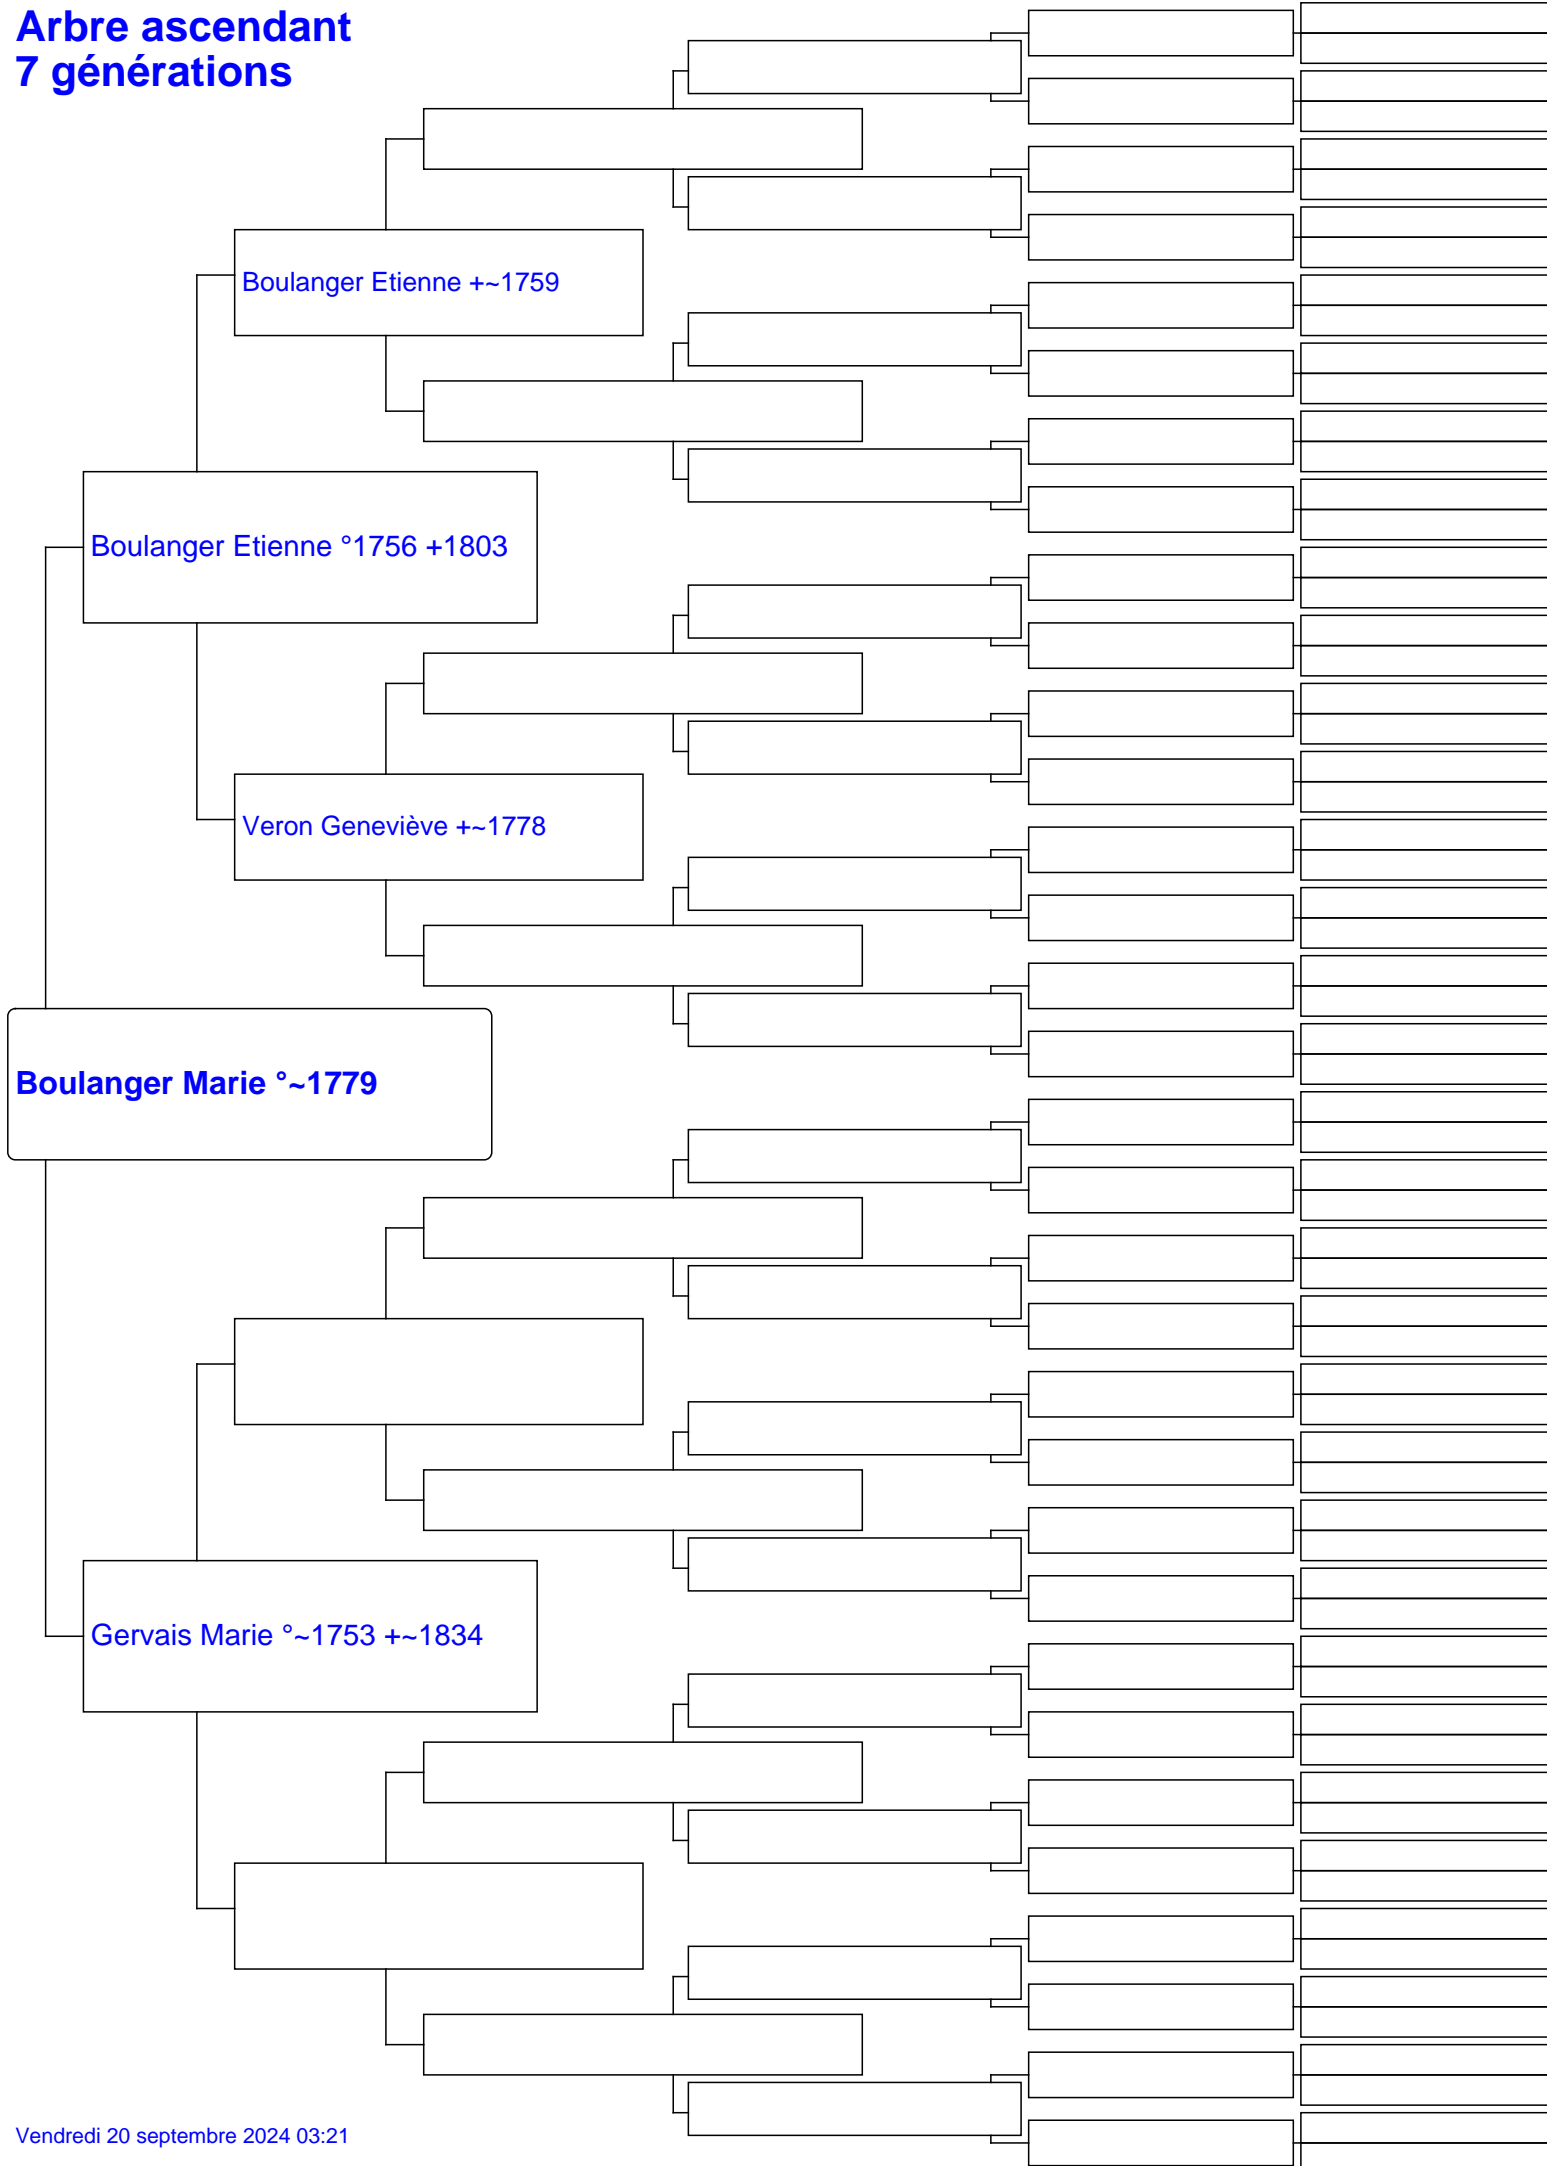 Arbre ascendant
7 générations
Boulanger Etienne +~1759
Boulanger Etienne °1756 +1803
Veron Geneviève +~1778
Boulanger Marie °~1779
Gervais Marie °~1753 +~1834
Vendredi 20 septembre 2024 03:21